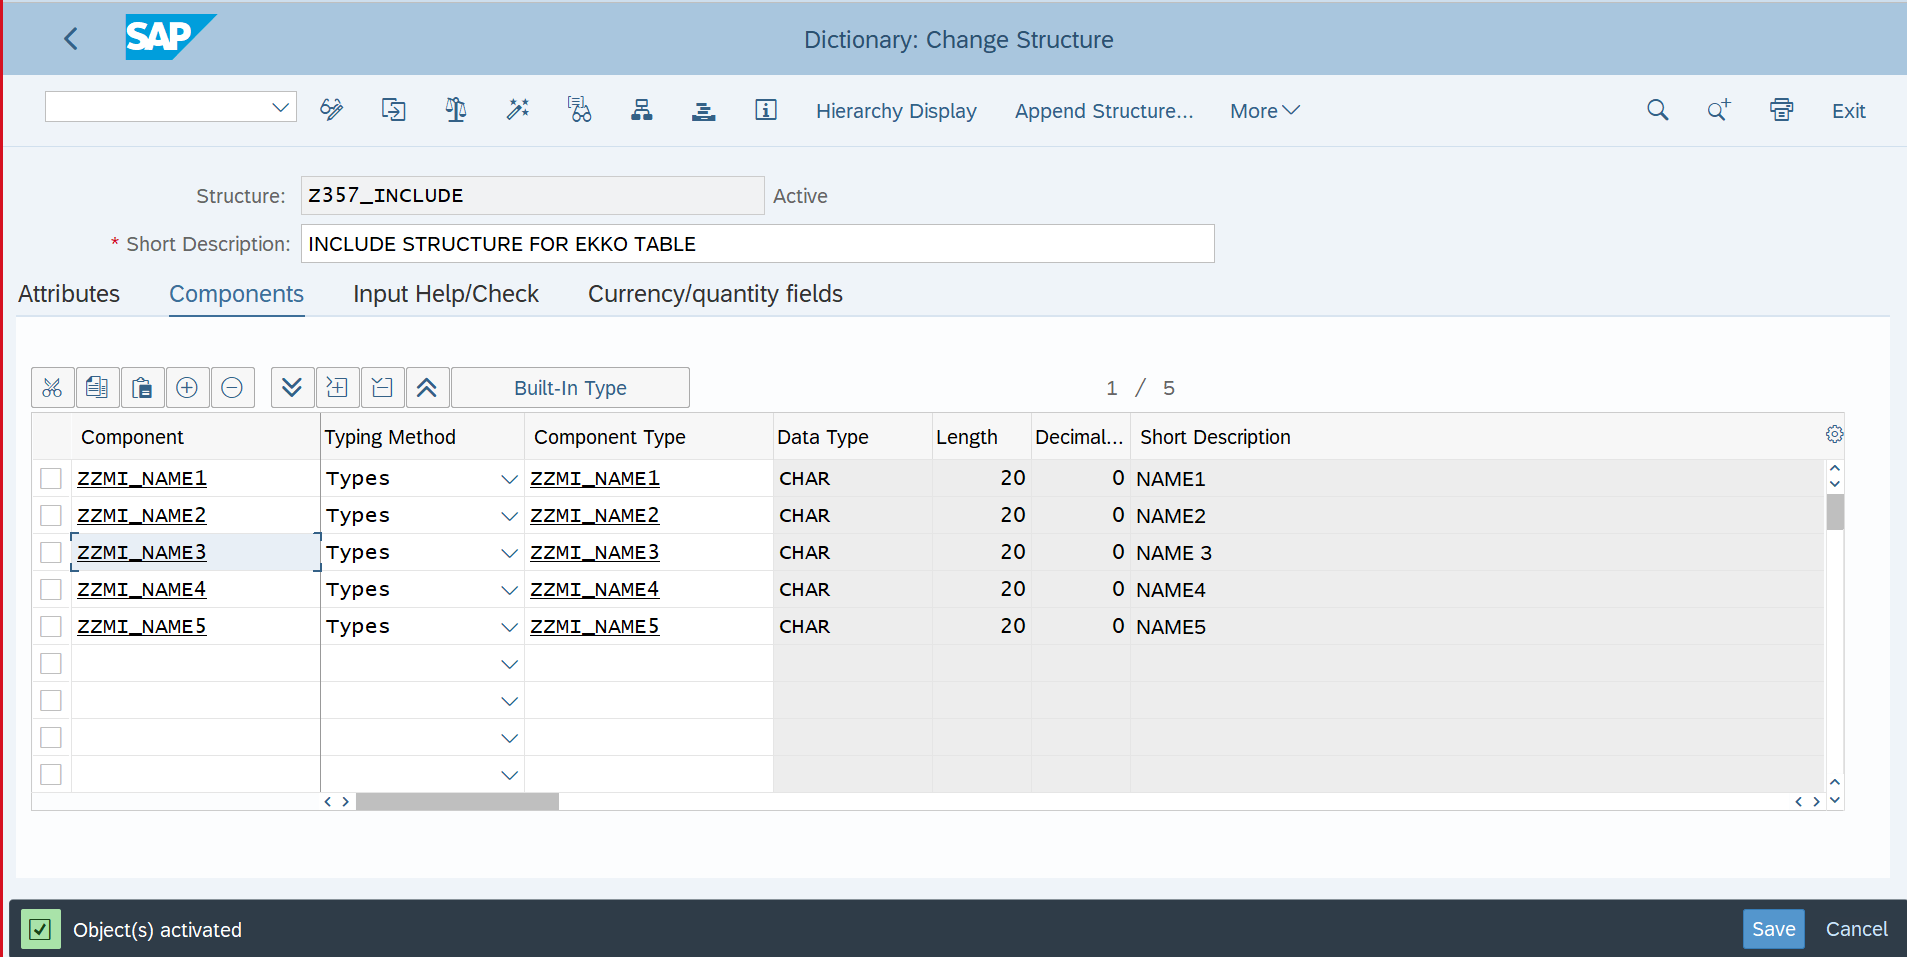 SAP
Dictionary: Change Structure
Hierarchy Display Append Structure... More Exit
Structure: Z357_INCLUDE Active
* Short Description: INCLUDE STRUCTURE FOR EKKO TABLE
Attributes Components Input Help/Check Currency/quantity fields
Built-In Type 1 / 5
Component Typing Method Component Type Data Type Length Decimal... Short Description
ZZMI_NAME1 Types ZZMI_NAME1 CHAR 20 0 NAME1
ZZMI_NAME2 Types ZZMI_NAME2 CHAR 20 0 NAME2
ZZMI_NAME3 Types ZZMI_NAME3 CHAR 20 0 NAME 3
ZZMI_NAME4 Types ZZMI_NAME4 CHAR 20 0 NAME4
ZZMI_NAME5 Types ZZMI_NAME5 CHAR 20 0 NAME5
Object(s) activated Save Cancel